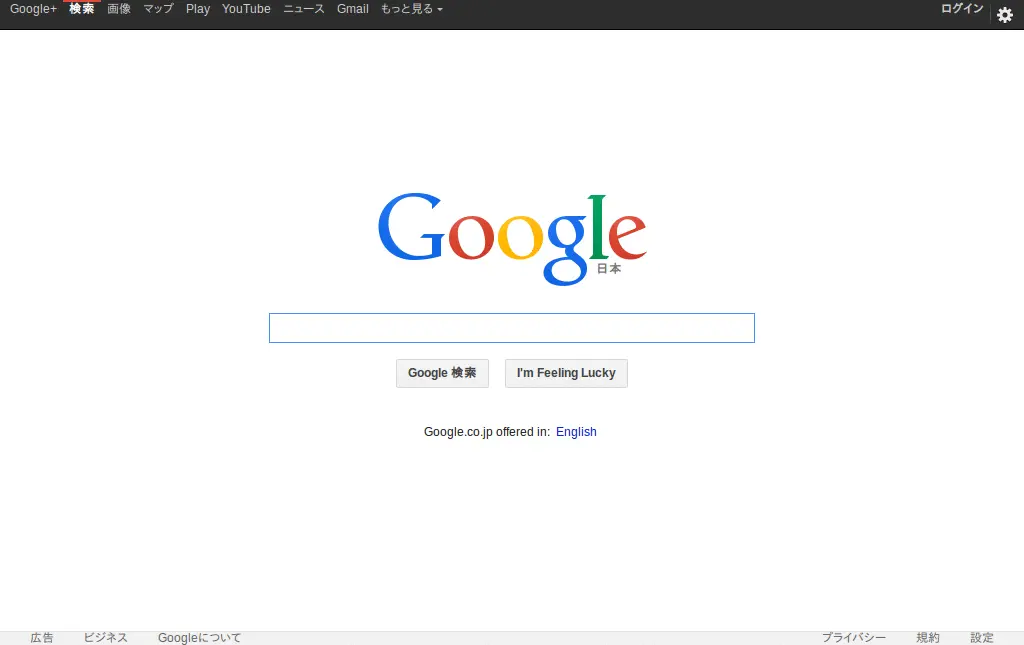 Google+ 検索 画像 マップ Play YouTube ニュース Gmail もっと見る ログイン
Google
日本
Google 検索 I'm Feeling Lucky
Google.co.jp offered in: English
広告 ビジネス Googleについて プライバシー 規約 設定